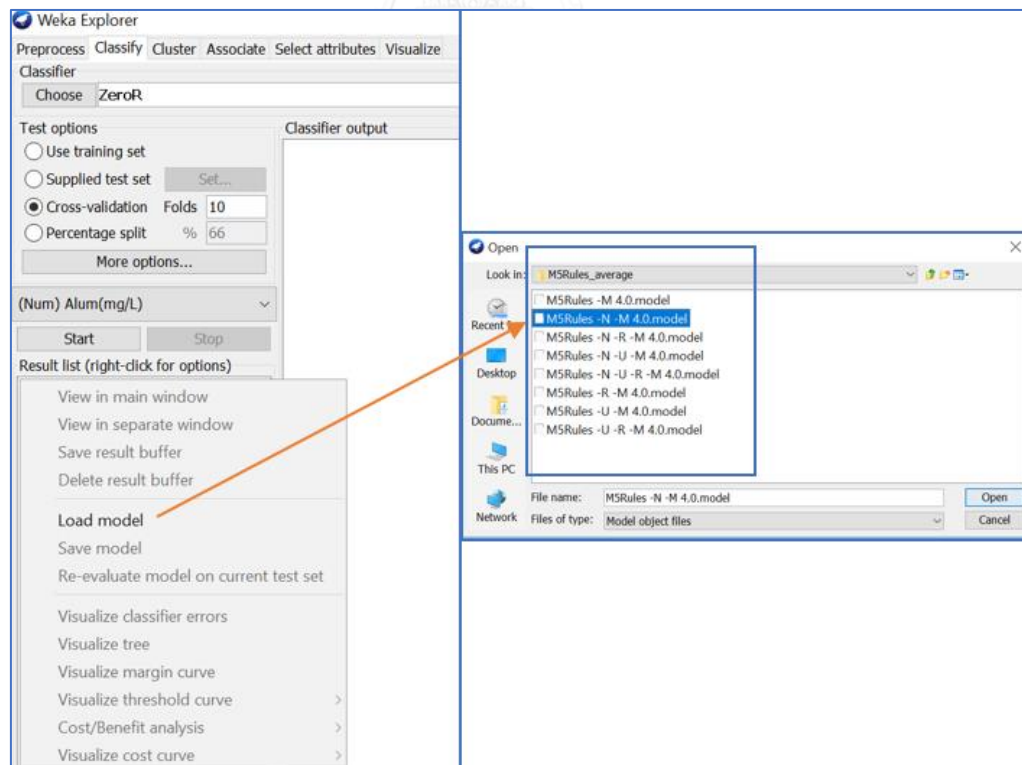 Weka Explorer
Preprocess Classify Cluster Associate Select attributes Visualize
Classifier
Choose ZeroR
Test options
Use training set
Supplied test set Set...
Cross-validation Folds 10
Percentage split % 66
More options...
(Num) Alum(mg/L)
Start Stop
Result list (right-click for options)
View in main window
View in separate window
Save result buffer
Delete result buffer
Load model
Save model
Re-evaluate model on current test set
Visualize classifier errors
Visualize tree
Visualize margin curve
Visualize threshold curve
Cost/Benefit analysis
Visualize cost curve
Classifier output
Open
Look in: M5Rules_average
Recent
Desktop
Docume...
This PC
Network
M5Rules -M 4.0.model
M5Rules -N -M 4.0.model
M5Rules -N -R -M 4.0.model
M5Rules -N -U -M 4.0.model
M5Rules -N -U -R -M 4.0.model
M5Rules -R -M 4.0.model
M5Rules -U -M 4.0.model
M5Rules -U -R -M 4.0.model
File name: M5Rules -N -M 4.0.model Open
Files of type: Model object files Cancel